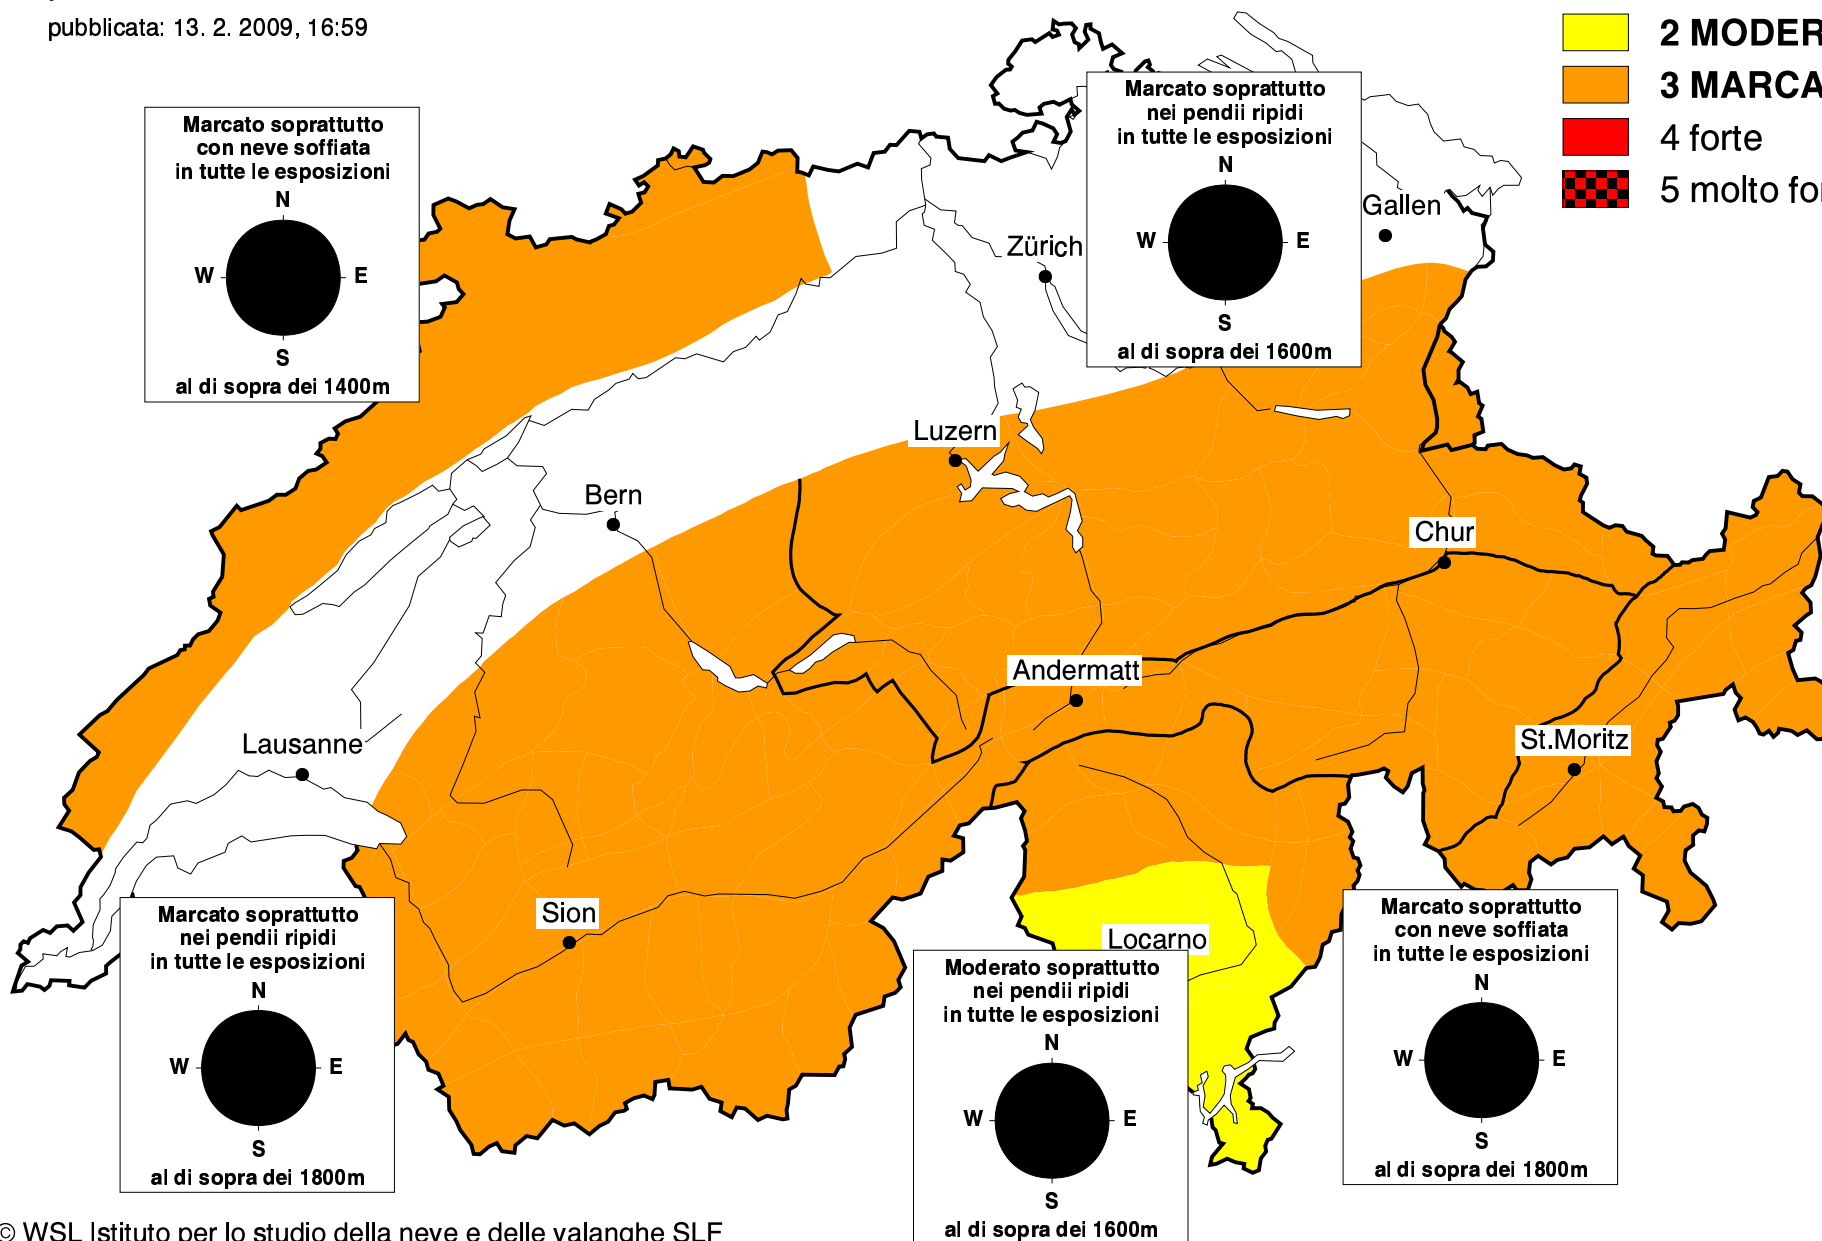 pubblicata: 13. 2. 2009, 16:59
2 MODER
3 MARCA
4 forte
5 molto for
Marcato soprattutto
con neve soffiata
in tutte le esposizioni
N
W
E
S
al di sopra dei 1400m
Marcato soprattutto
nei pendii ripidi
in tutte le esposizioni
N
W
E
S
al di sopra dei 1600m
Gallen
Zürich
Luzern
Bern
Chur
Andermatt
St.Moritz
Lausanne
Sion
Locarno
Marcato soprattutto
nei pendii ripidi
in tutte le esposizioni
N
W
E
S
al di sopra dei 1800m
Moderato soprattutto
nei pendii ripidi
in tutte le esposizioni
N
W
E
S
al di sopra dei 1600m
Marcato soprattutto
con neve soffiata
in tutte le esposizioni
N
W
E
S
al di sopra dei 1800m
© WSL Istituto per lo studio della neve e delle valanghe SLF